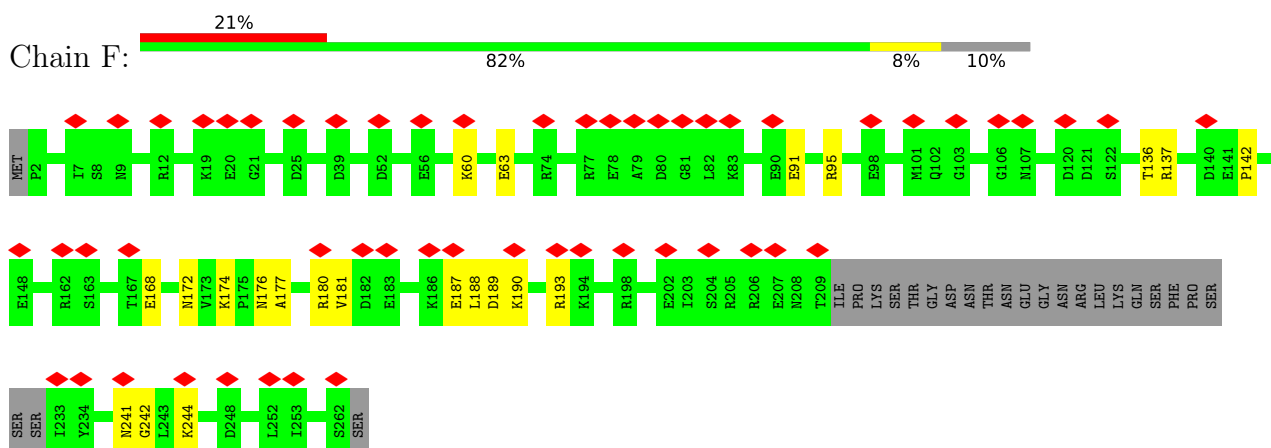 21%
Chain F:
82% 8% 10%
MET P2 I7 S8 N9 R12 K19 E20 G21 D25 D39 D52 E56 K60 E63 R74 R77 E78 A79 D80 G81 L82 K83 E90 E91 R95 E98 M101 Q102 G103 G106 N107 D120 D121 S122 T136 R137 D140 E141 P142
E148 R162 S163 T167 E168 N172 V173 K174 P175 N176 A177 R180 V181 D182 E183 K186 E187 L188 D189 K190 R193 K194 R198 E202 I203 S204 R205 R206 E207 N208 T209 ILE PRO LYS SER THR GLY ASP ASN THR ASN GLU GLY ASN ARG LEU LYS GLN SER PHE PRO SER
SER SER I233 Y234 N241 G242 L243 K244 D248 L252 I253 S262 SER